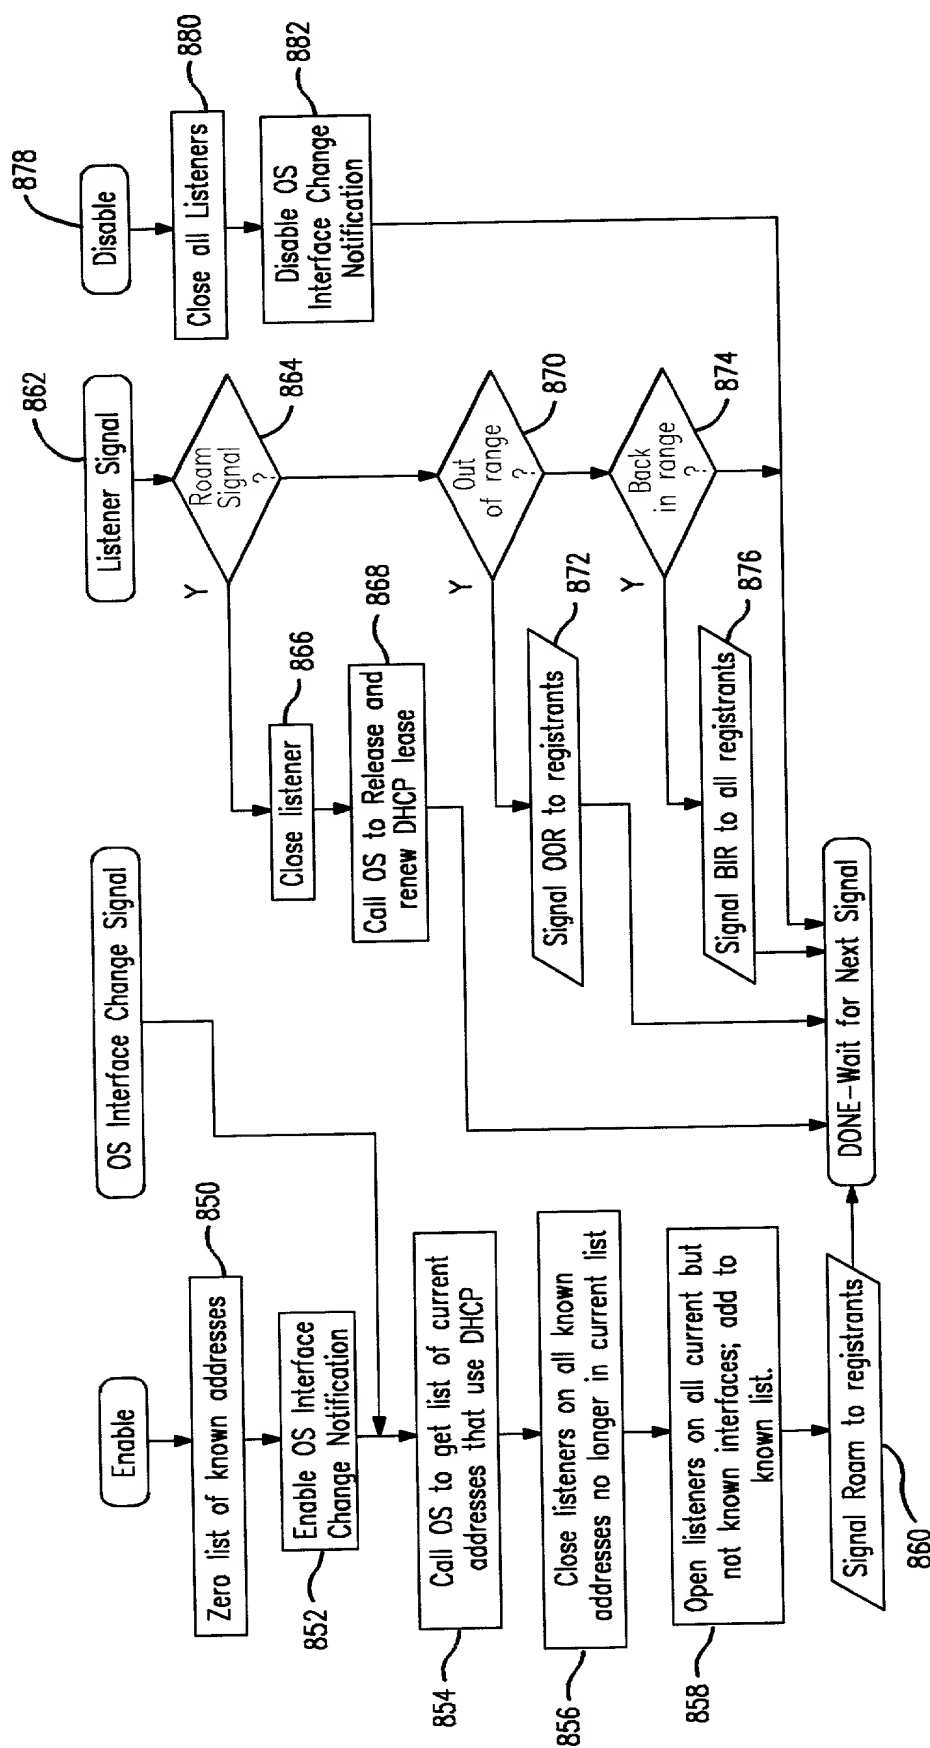 Enable
Zero list of known addresses
850
Enable OS Interface
Change Notification
852
Call OS to get list of current
addresses that use DHCP
854
Close listeners on all known
addresses no longer in current list
856
Open listeners on all current but
not known interfaces; add to
known list.
858
Signal Roam to registrants
860
OS Interface Change Signal
Listener Signal
862
Roam
Signal
?
864
Y
Close listener
866
Call OS to Release and
renew DHCP lease
868
Out
of range
?
870
Y
Signal OOR to registrants
872
Back
in range
?
874
Y
Signal BIR to all registrants
876
Disable
878
Close all Listeners
880
Disable OS
Interface Change
Notification
882
DONE-Wait for Next Signal